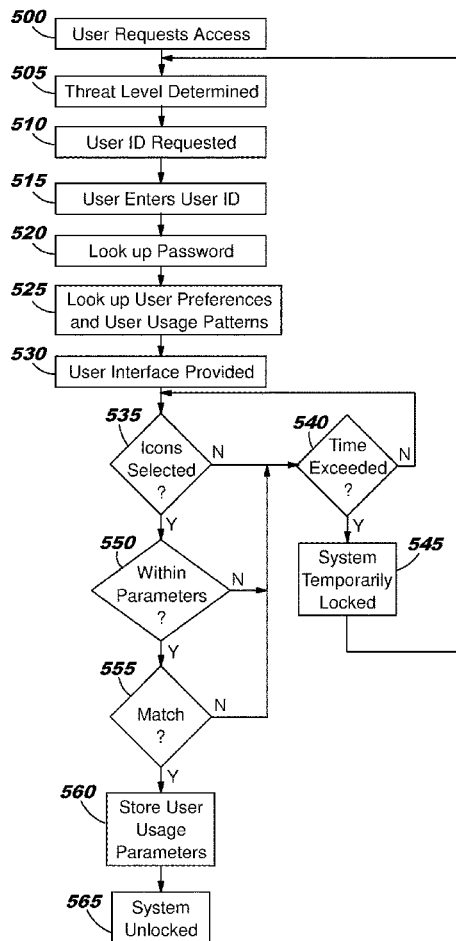 500
User Requests Access
505
Threat Level Determined
510
User ID Requested
515
User Enters User ID
520
Look up Password
525
Look up User Preferences
and User Usage Patterns
530
User Interface Provided
535
Icons
Selected
?
N
Y
540
Time
Exceeded
?
N
Y
545
System
Temporarily
Locked
550
Within
Parameters
?
N
Y
555
Match
?
N
Y
560
Store User
Usage
Parameters
565
System
Unlocked